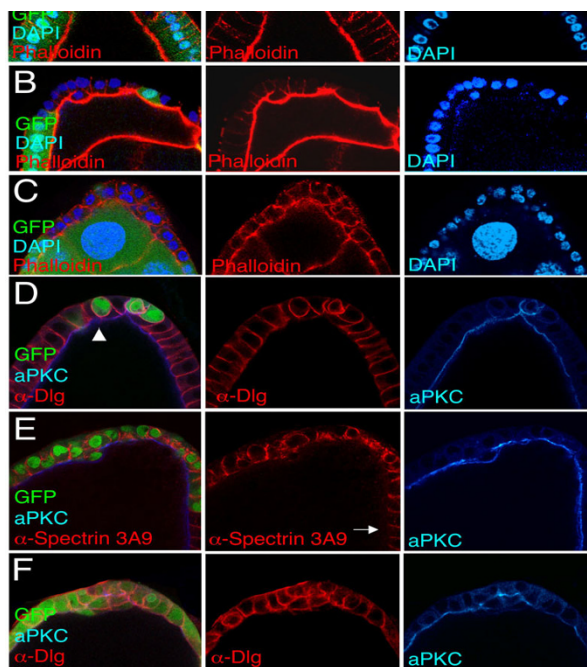 GFP
DAPI
Phalloidin
Phalloidin
DAPI
B
GFP
DAPI
Phalloidin
Phalloidin
DAPI
C
GFP
DAPI
Phalloidin
Phalloidin
DAPI
D
GFP
aPKC
α-Dlg
α-Dlg
aPKC
E
GFP
aPKC
α-Spectrin 3A9
α-Spectrin 3A9
aPKC
F
GFP
aPKC
α-Dlg
α-Dlg
aPKC